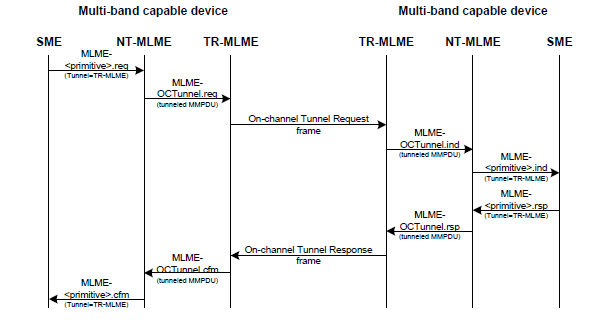 Multi-band capable device
Multi-band capable device
SME
NT-MLME
TR-MLME
TR-MLME
NT-MLME
SME
MLME-
<primitive>.req
(Tunnel=TR-MLME)
MLME-
OCTunnel.req
(tunneled MMPDU)
On-channel Tunnel Request
frame
MLME-
OCTunnel.ind
(tunneled MMPDU)
MLME-
<primitive>.ind
(Tunnel=TR-MLME)
MLME-
<primitive>.rsp
(Tunnel=TR-MLME)
MLME-
OCTunnel.rsp
(tunneled MMPDU)
On-channel Tunnel Response
frame
MLME-
OCTunnel.cfm
(tunneled MMPDU)
MLME-
<primitive>.cfm
(Tunnel=TR-MLME)